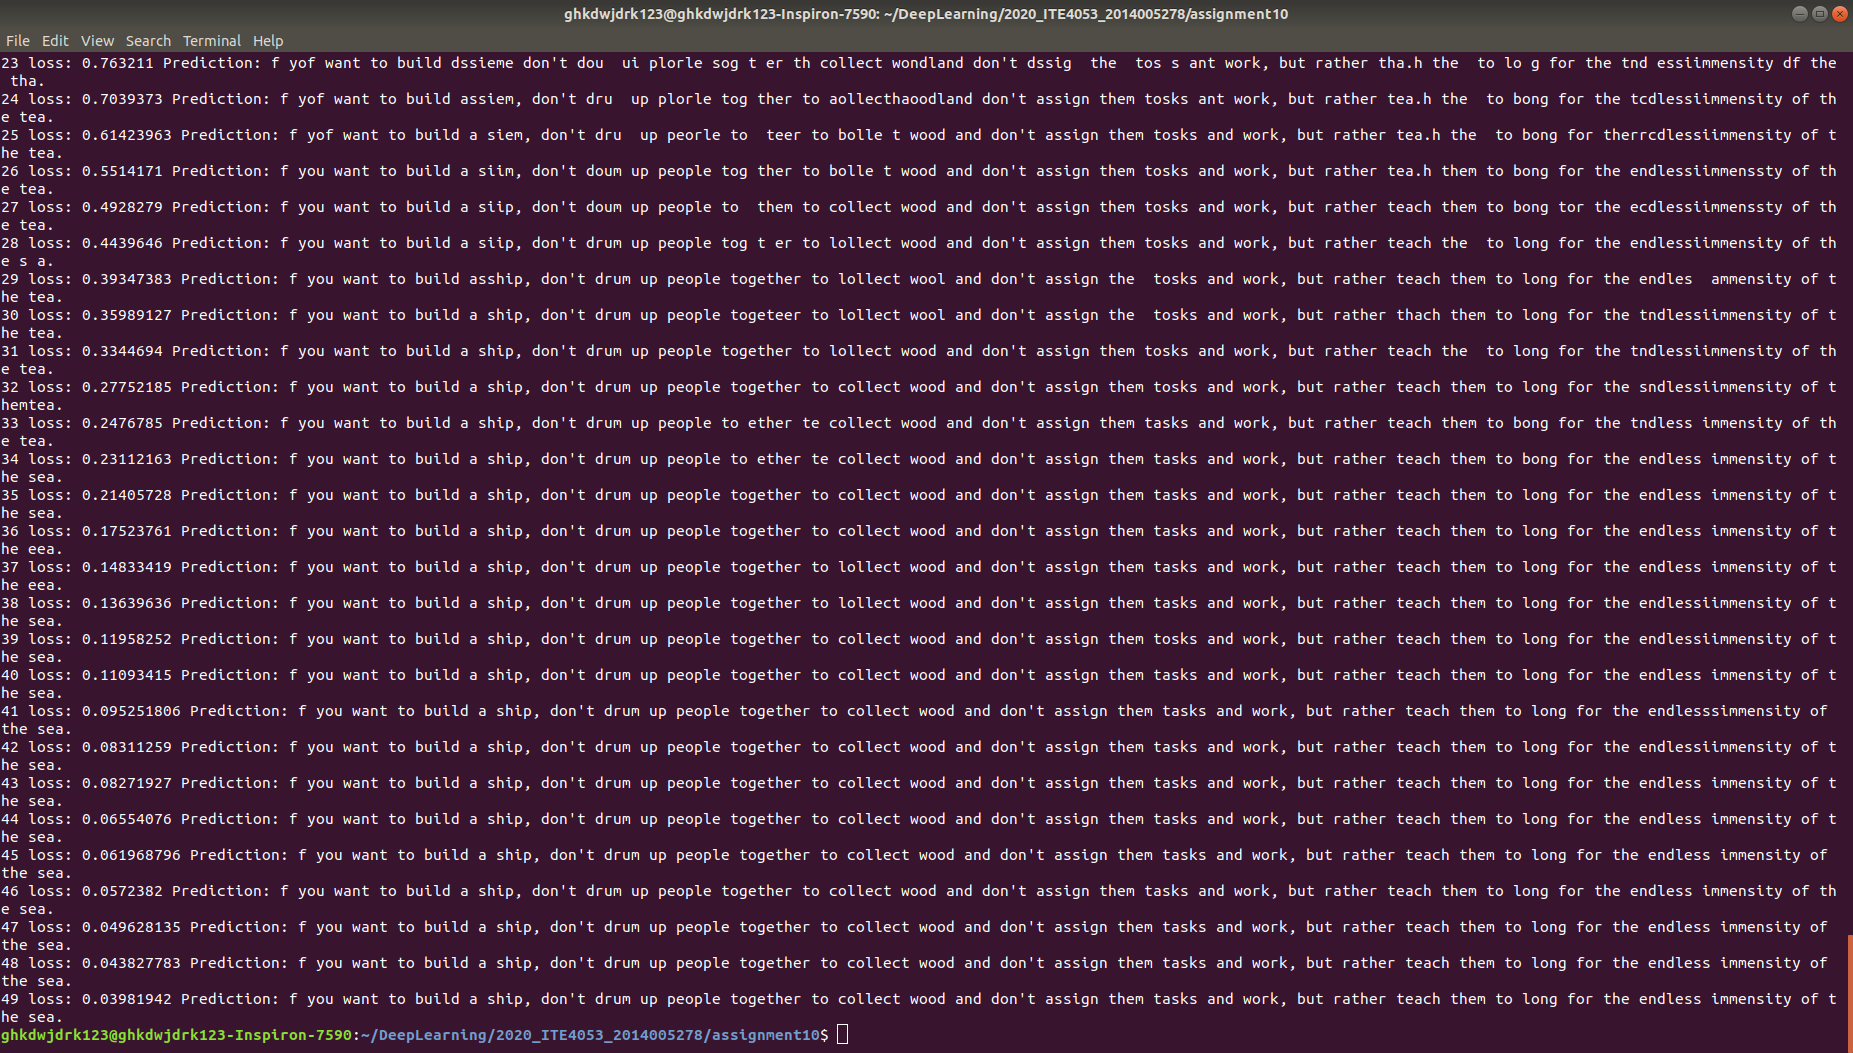 ghkdwjdrk123@ghkdwjdrk123-Inspiron-7590: ~/DeepLearning/2020_ITE4053_2014005278/assignment10
File Edit View Search Terminal Help
23 loss: 0.763211 Prediction: f yof want to build dssieme don't dou  ui plorle sog t er th collect wondland don't dssig  the  tos s ant work, but rather tha.h the  to lo g for the tnd essiimmensity df the
 tha.
24 loss: 0.7039373 Prediction: f yof want to build assiem, don't dru  up plorle tog ther to aollecthaoodland don't assign them tosks ant work, but rather tea.h the  to bong for the tcdlessiimmensity of th
e tea.
25 loss: 0.61423963 Prediction: f yof want to build a siem, don't dru  up peorle to  teer to bolle t wood and don't assign them tosks and work, but rather tea.h the  to bong for therrcdlessiimmensity of t
he tea.
26 loss: 0.5514171 Prediction: f you want to build a siim, don't doum up people tog ther to bolle t wood and don't assign them tosks and work, but rather tea.h them to bong for the endlessiimmenssty of th
e tea.
27 loss: 0.4928279 Prediction: f you want to build a siip, don't doum up people to  them to collect wood and don't assign them tosks and work, but rather teach them to bong tor the ecdlessiimmenssty of th
e tea.
28 loss: 0.4439646 Prediction: f you want to build a siip, don't drum up people tog t er to lollect wood and don't assign them tosks and work, but rather teach the  to long for the endlessiimmensity of th
e s a.
29 loss: 0.39347383 Prediction: f you want to build asship, don't drum up people together to lollect wool and don't assign the  tosks and work, but rather teach them to long for the endles  ammensity of t
he tea.
30 loss: 0.35989127 Prediction: f you want to build a ship, don't drum up people togeteer to lollect wool and don't assign the  tosks and work, but rather thach them to long for the tndlessiimmensity of t
he tea.
31 loss: 0.3344694 Prediction: f you want to build a ship, don't drum up people together to lollect wood and don't assign them tosks and work, but rather teach the  to long for the tndlessiimmensity of th
e tea.
32 loss: 0.27752185 Prediction: f you want to build a ship, don't drum up people together to collect wood and don't assign them tosks and work, but rather teach them to long for the sndlessiimmensity of t
hemtea.
33 loss: 0.2476785 Prediction: f you want to build a ship, don't drum up people to ether te collect wood and don't assign them tasks and work, but rather teach them to bong for the tndless immensity of th
e tea.
34 loss: 0.23112163 Prediction: f you want to build a ship, don't drum up people to ether te collect wood and don't assign them tasks and work, but rather teach them to bong for the endless immensity of t
he sea.
35 loss: 0.21405728 Prediction: f you want to build a ship, don't drum up people together to collect wood and don't assign them tasks and work, but rather teach them to long for the endless immensity of t
he sea.
36 loss: 0.17523761 Prediction: f you want to build a ship, don't drum up people together to collect wood and don't assign them tasks and work, but rather teach them to long for the endless immensity of t
he eea.
37 loss: 0.14833419 Prediction: f you want to build a ship, don't drum up people together to lollect wood and don't assign them tasks and work, but rather teach them to long for the endless immensity of t
he eea.
38 loss: 0.13639636 Prediction: f you want to build a ship, don't drum up people together to lollect wood and don't assign them tasks and work, but rather teach them to long for the endlessiimmensity of t
he sea.
39 loss: 0.11958252 Prediction: f you want to build a ship, don't drum up people together to collect wood and don't assign them tosks and work, but rather teach them to long for the endlessiimmensity of t
he sea.
40 loss: 0.11093415 Prediction: f you want to build a ship, don't drum up people together to collect wood and don't assign them tasks and work, but rather teach them to long for the endless immensity of t
he sea.
41 loss: 0.095251806 Prediction: f you want to build a ship, don't drum up people together to collect wood and don't assign them tasks and work, but rather teach them to long for the endlesssimmensity of 
the sea.
42 loss: 0.08311259 Prediction: f you want to build a ship, don't drum up people together to collect wood and don't assign them tasks and work, but rather teach them to long for the endlessiimmensity of t
he sea.
43 loss: 0.08271927 Prediction: f you want to build a ship, don't drum up people together to collect wood and don't assign them tasks and work, but rather teach them to long for the endless immensity of t
he sea.
44 loss: 0.06554076 Prediction: f you want to build a ship, don't drum up people together to collect wood and don't assign them tasks and work, but rather teach them to long for the endless immensity of t
he sea.
45 loss: 0.061968796 Prediction: f you want to build a ship, don't drum up people together to collect wood and don't assign them tasks and work, but rather teach them to long for the endless immensity of 
the sea.
46 loss: 0.0572382 Prediction: f you want to build a ship, don't drum up people together to collect wood and don't assign them tasks and work, but rather teach them to long for the endless immensity of th
e sea.
47 loss: 0.049628135 Prediction: f you want to build a ship, don't drum up people together to collect wood and don't assign them tasks and work, but rather teach them to long for the endless immensity of 
the sea.
48 loss: 0.043827783 Prediction: f you want to build a ship, don't drum up people together to collect wood and don't assign them tasks and work, but rather teach them to long for the endless immensity of 
the sea.
49 loss: 0.03981942 Prediction: f you want to build a ship, don't drum up people together to collect wood and don't assign them tasks and work, but rather teach them to long for the endless immensity of t
he sea.
ghkdwjdrk123@ghkdwjdrk123-Inspiron-7590:~/DeepLearning/2020_ITE4053_2014005278/assignment10$